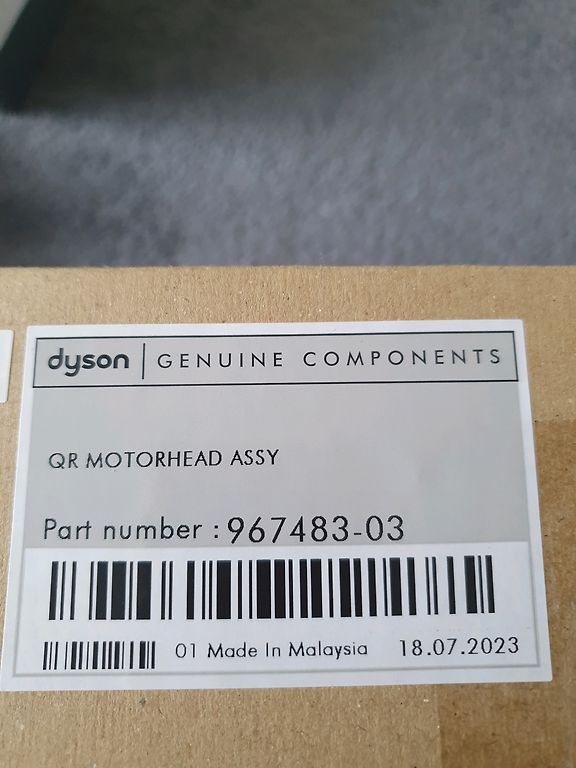 dyson | GENUINE COMPONENTS
QR MOTORHEAD ASSY
Part number : 967483-03
01 Made In Malaysia 18.07.2023